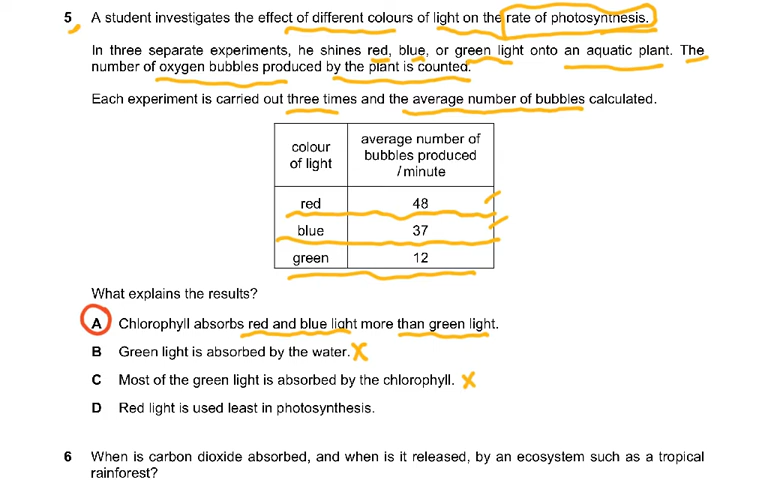 5 A student investigates the effect of different colours of light on the rate of photosynthesis.
In three separate experiments, he shines red, blue, or green light onto an aquatic plant. The
number of oxygen bubbles produced by the plant is counted.
Each experiment is carried out three times and the average number of bubbles calculated.
colour of light
average number of bubbles produced / minute
red 48
blue 37
green 12
What explains the results?
A Chlorophyll absorbs red and blue light more than green light.
B Green light is absorbed by the water.
C Most of the green light is absorbed by the chlorophyll.
D Red light is used least in photosynthesis.
6 When is carbon dioxide absorbed, and when is it released, by an ecosystem such as a tropical
rainforest?